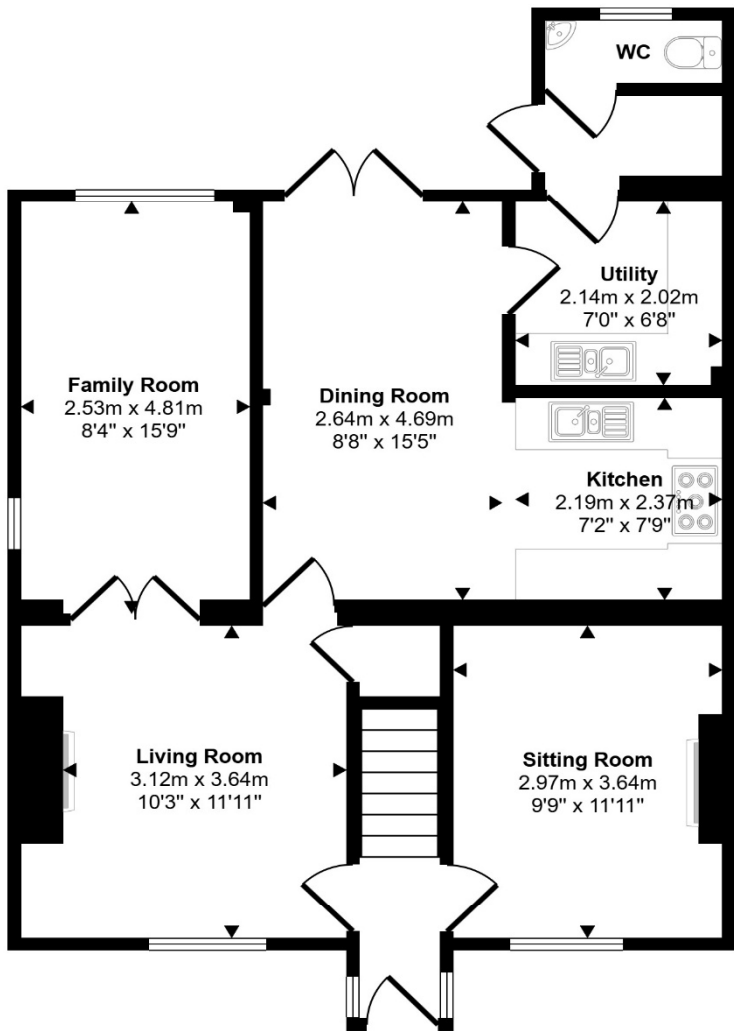 WC
Utility
2.14m x 2.02m
7'0" x 6'8"
Family Room
2.53m x 4.81m
8'4" x 15'9"
Dining Room
2.64m x 4.69m
8'8" x 15'5"
Kitchen
2.19m x 2.37m
7'2" x 7'9"
Living Room
3.12m x 3.64m
10'3" x 11'11"
Sitting Room
2.97m x 3.64m
9'9" x 11'11"